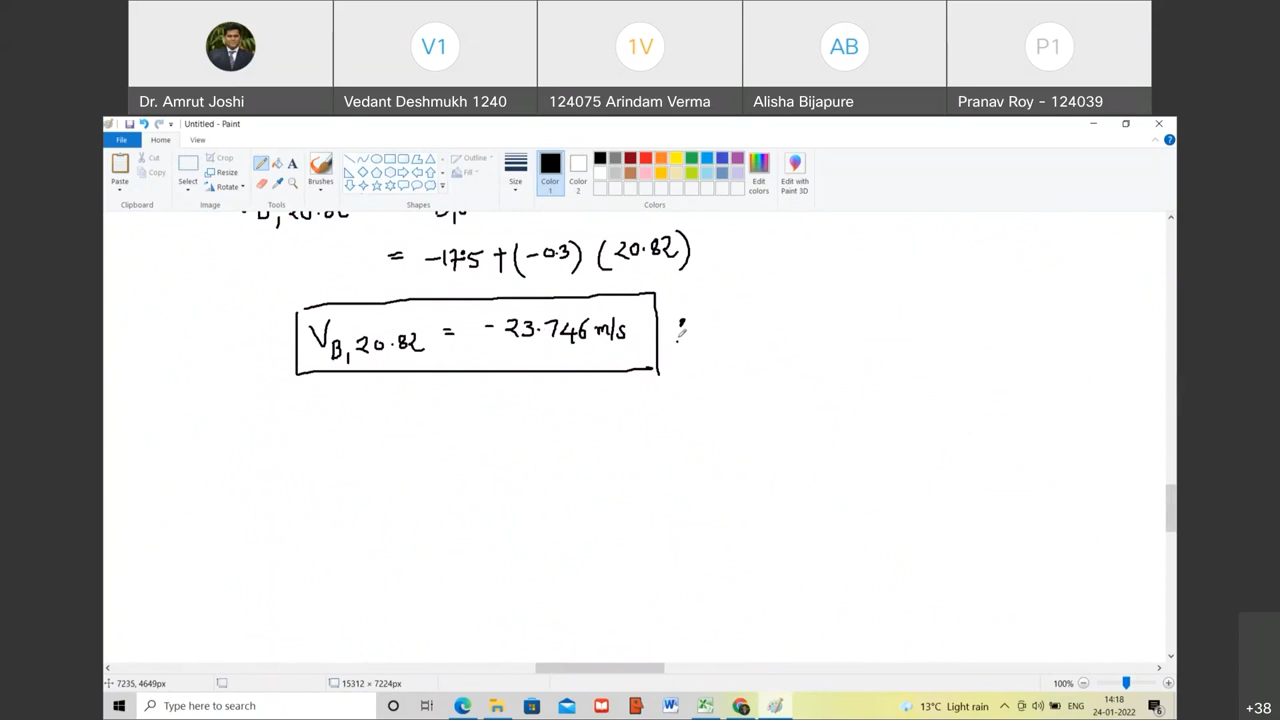 V1
1V
AB
P1
Dr. Amrut Joshi
Vedant Deshmukh 1240
124075 Arindam Verma
Alisha Bijapure
Pranav Roy - 124039
Untitled - Paint
File
Home
View
Paste
Cut
Copy
Clipboard
Select
Crop
Resize
Rotate
Image
A
Tools
Brushes
Outline
Fill
Shapes
Size
Color 1
Color 2
Colors
Edit colors
Edit with Paint 3D
B, 20.82
= -17.5 + (-0.3) (20.82)
V B, 20.82 = -23.746 m/s
7235, 4649px
15312 × 7224px
100%
Type here to search
13°C Light rain
ENG
14:18
24-01-2022
6
+38